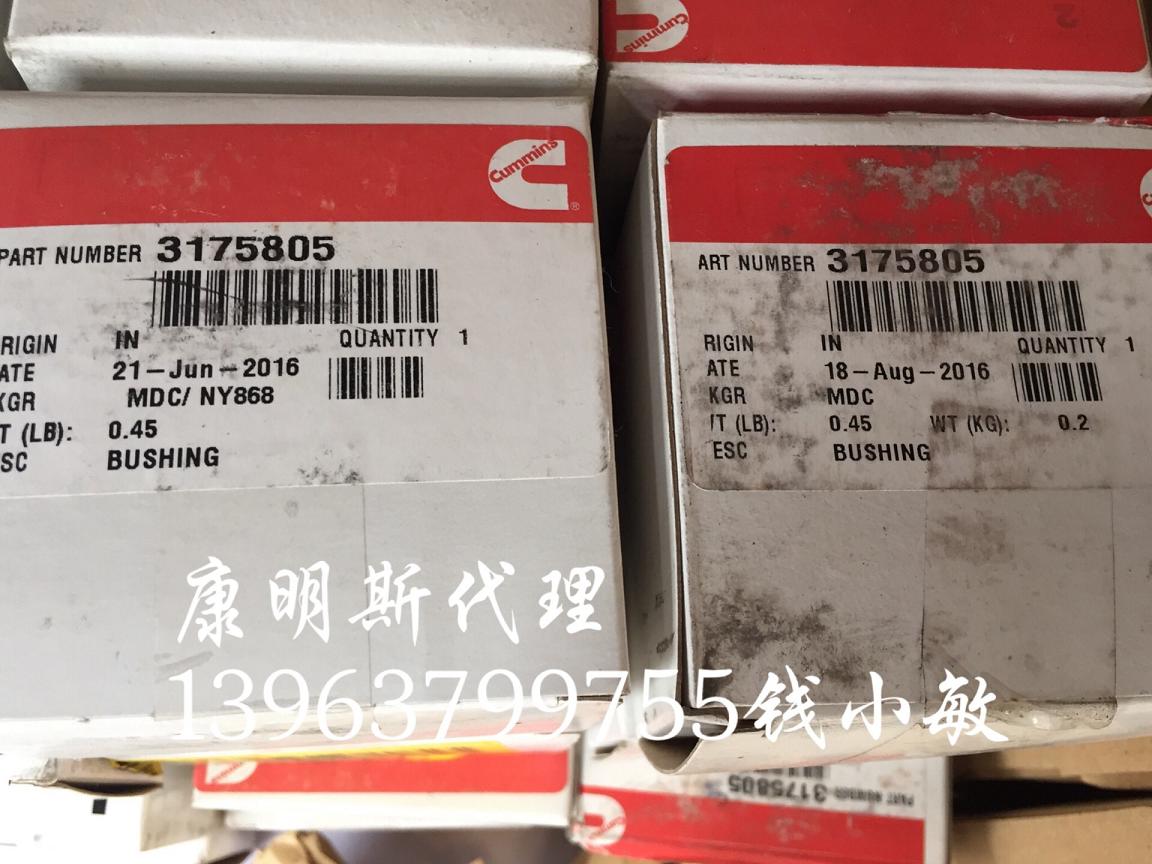 Cummins
Cummins
®
PART NUMBER 3175805
RIGIN IN QUANTITY 1
ATE 21-Jun-2016
KGR MDC/ NY868
T (LB): 0.45
ESC BUSHING
ART NUMBER 3175805
RIGIN IN QUANTITY 1
ATE 18-Aug-2016
KGR MDC
T (LB): 0.45 WT (KG): 0.2
ESC BUSHING
康明斯代理
13963799755钱小敏
PART NUMBER 3175805